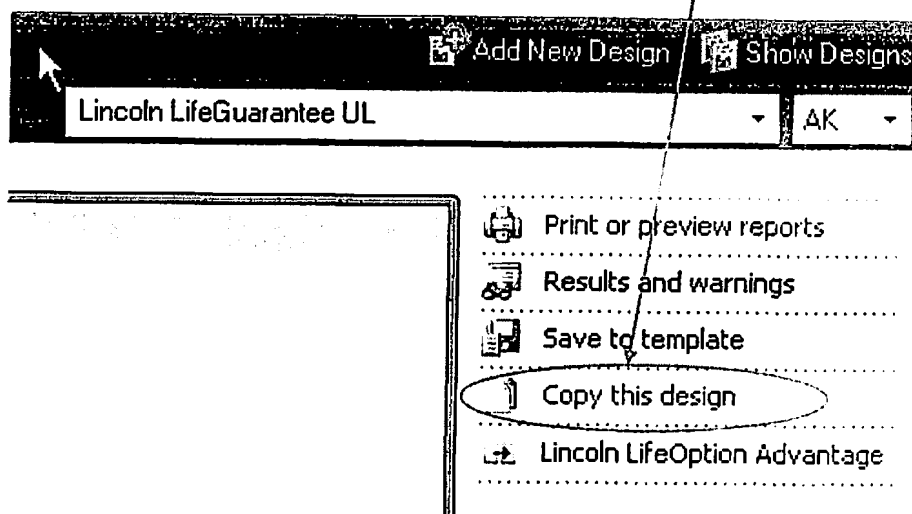 Add New Design Show Designs
Lincoln LifeGuarantee UL AK
Print or preview reports
Results and warnings
Save to template
Copy this design
Lincoln LifeOption Advantage